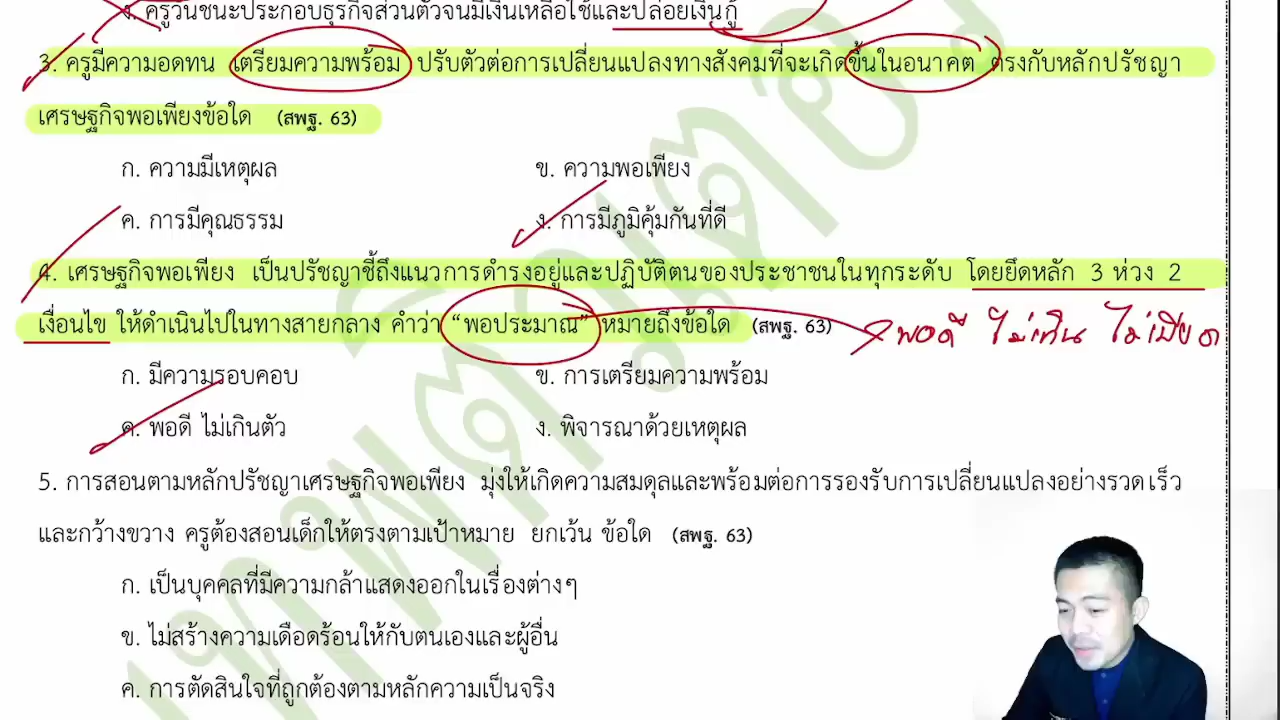 ง. ครูวันชนะประกอบธุรกิจส่วนตัวจนมีเงินเหลือใช้และปล่อยเงินกู้
3. ครูมีความอดทน เตรียมความพร้อม ปรับตัวต่อการเปลี่ยนแปลงทางสังคมที่จะเกิดขึ้นในอนาคต ตรงกับหลักปรัชญา
เศรษฐกิจพอเพียงข้อใด (สพฐ. 63)
ก. ความมีเหตุผล ข. ความพอเพียง
ค. การมีคุณธรรม ง. การมีภูมิคุ้มกันที่ดี
4. เศรษฐกิจพอเพียง เป็นปรัชญาชี้ถึงแนวการดำรงอยู่และปฏิบัติตนของประชาชนในทุกระดับ โดยยึดหลัก 3 ห่วง 2
เงื่อนไข ให้ดำเนินไปในทางสายกลาง คำว่า “พอประมาณ” หมายถึงข้อใด (สพฐ. 63) พอดี ไม่เกิน ไม่เบียด
ก. มีความรอบคอบ ข. การเตรียมความพร้อม
ค. พอดี ไม่เกินตัว ง. พิจารณาด้วยเหตุผล
5. การสอนตามหลักปรัชญาเศรษฐกิจพอเพียง มุ่งให้เกิดความสมดุลและพร้อมต่อการรองรับการเปลี่ยนแปลงอย่างรวดเร็ว
และกว้างขวาง ครูต้องสอนเด็กให้ตรงตามเป้าหมาย ยกเว้น ข้อใด (สพฐ. 63)
ก. เป็นบุคคลที่มีความกล้าแสดงออกในเรื่องต่างๆ
ข. ไม่สร้างความเดือดร้อนให้กับตนเองและผู้อื่น
ค. การตัดสินใจที่ถูกต้องตามหลักความเป็นจริง